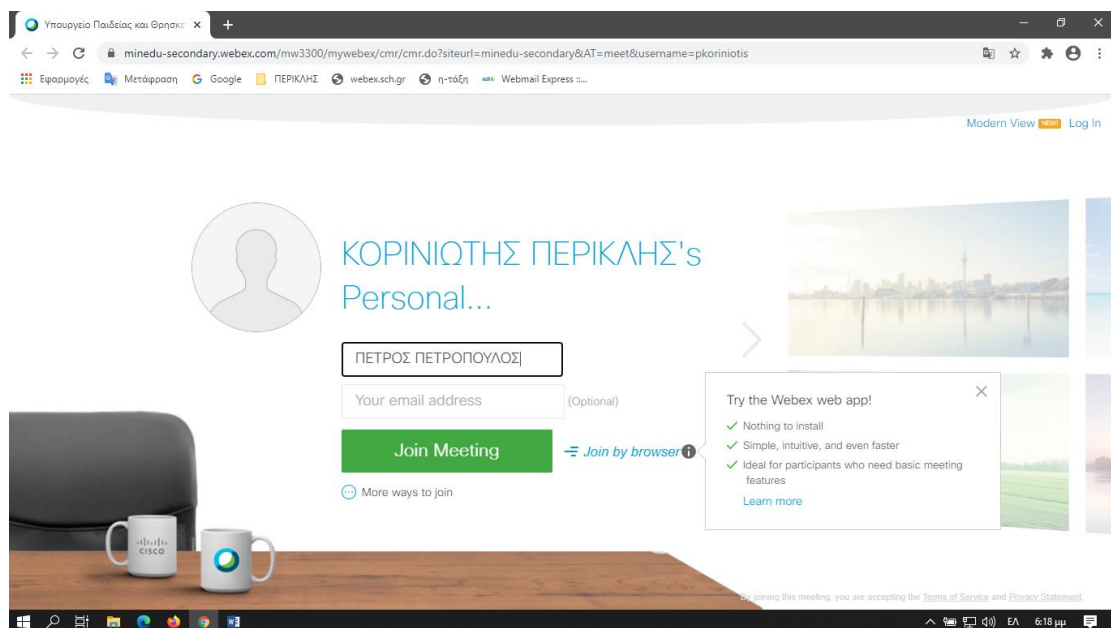 Υπουργείο Παιδείας και Θρησκε
minedu-secondary.webex.com/mw3300/mywebex/cmr/cmr.do?siteurl=minedu-secondary&AT=meet&username=pkoriniotis
Εφαρμογές Μετάφραση Google ΠΕΡΙΚΛΗΣ webex.sch.gr η-τάξη Webmail Express ::...
Modern View NEW! Log In
ΚΟΡΙΝΙΩΤΗΣ ΠΕΡΙΚΛΗΣ's
Personal...
ΠΕΤΡΟΣ ΠΕΤΡΟΠΟΥΛΟΣ
Your email address (Optional)
Join Meeting Join by browser
More ways to join
Try the Webex web app!
Nothing to install
Simple, intuitive, and even faster
Ideal for participants who need basic meeting
features
Learn more
CISCO
By joining this meeting, you are accepting the Terms of Service and Privacy Statement.
ΕΛ 6:18 μμ